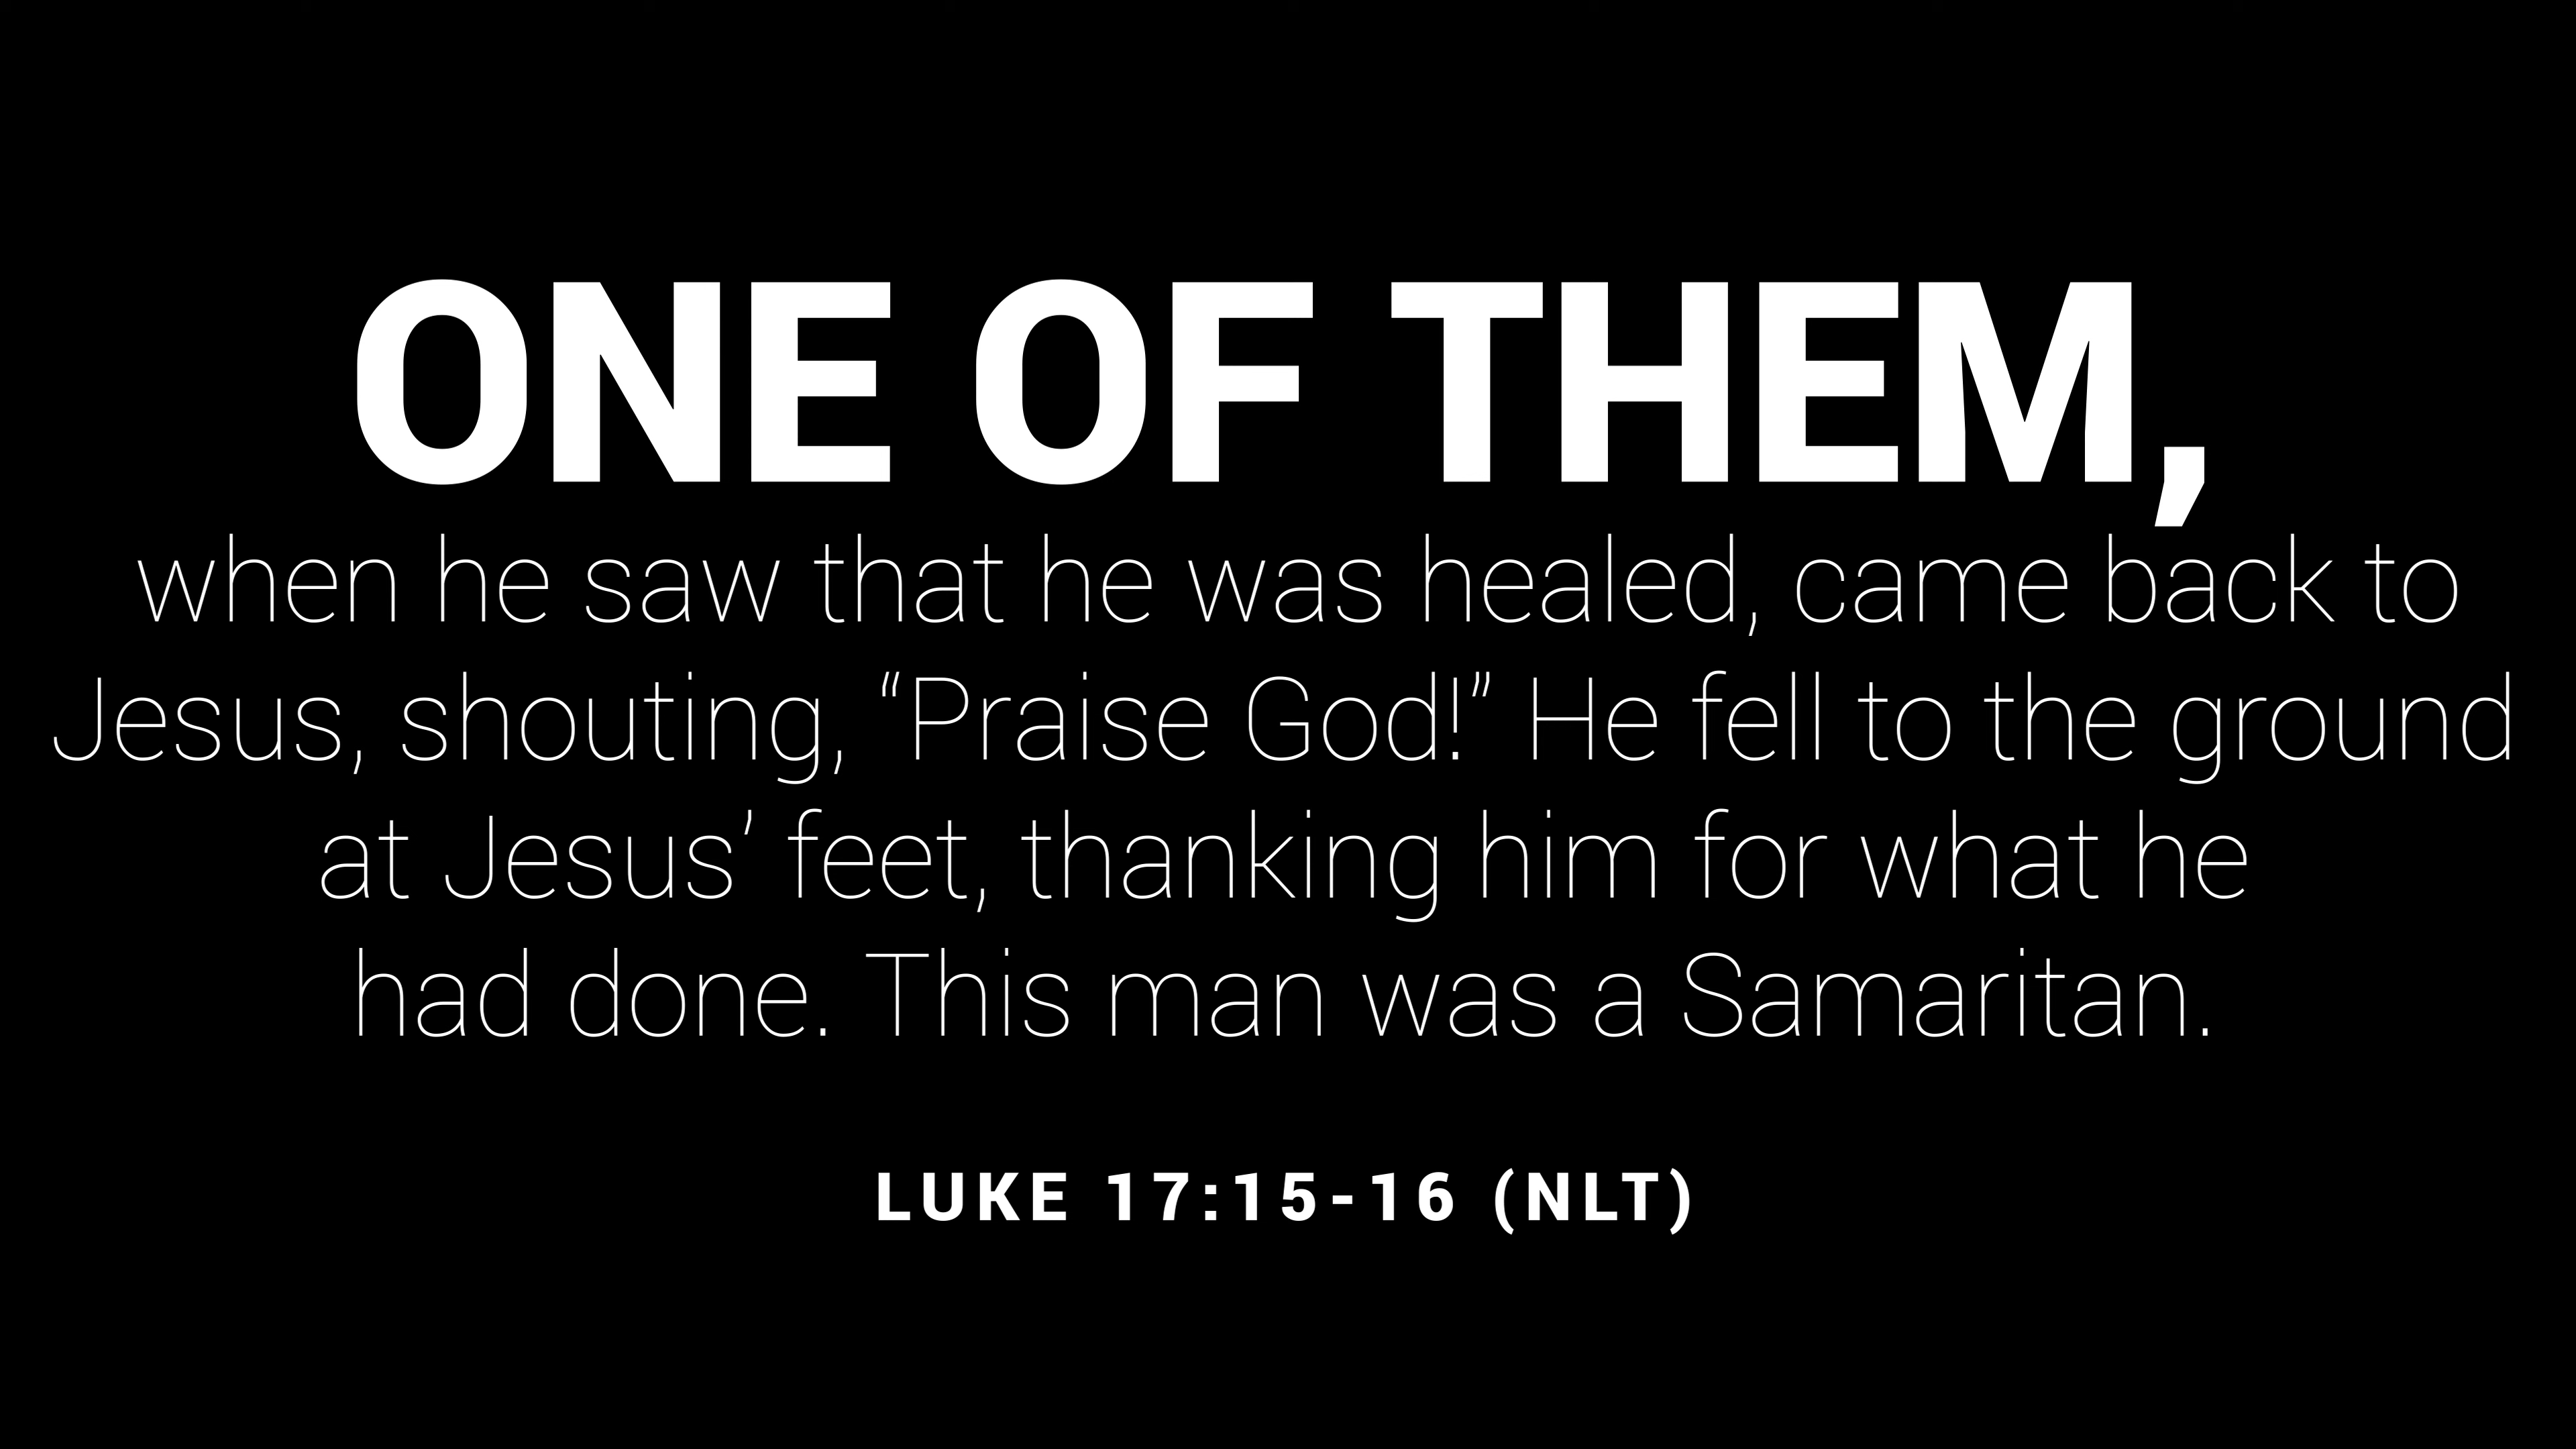 ONE OF THEM,
when he saw that he was healed, came back to
Jesus, shouting, “Praise God!” He fell to the ground
at Jesus’ feet, thanking him for what he
had done. This man was a Samaritan.
LUKE 17:15-16 (NLT)